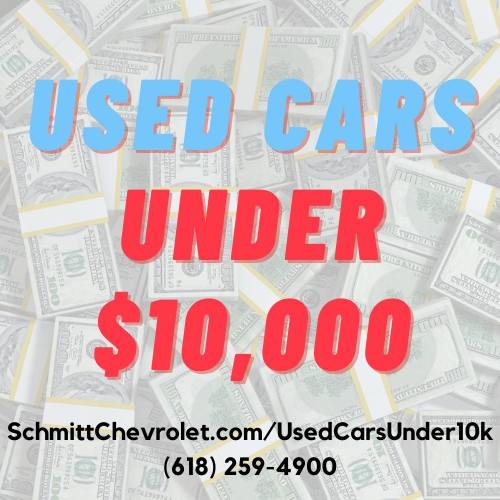 USED CARS
UNDER
$10,000
SchmittChevrolet.com/UsedCarsUnder10k
(618) 259-4900